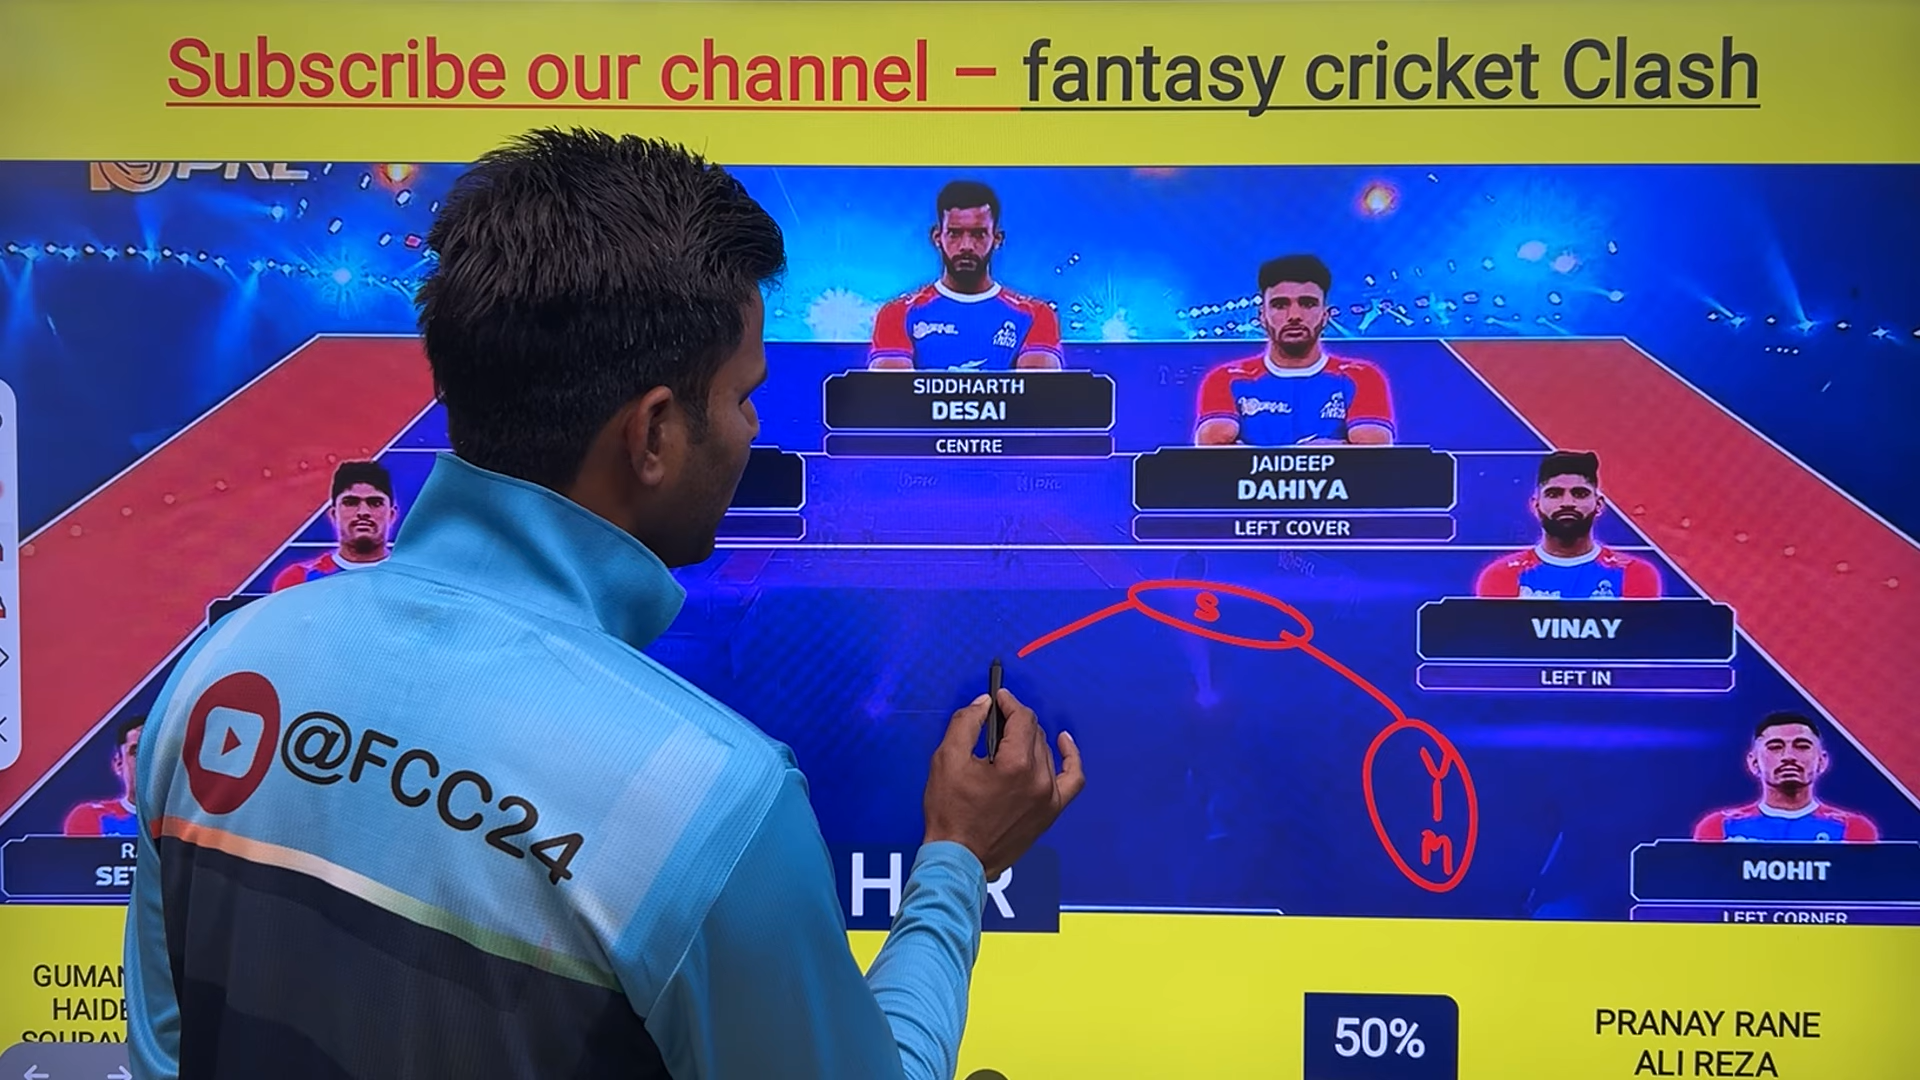 Subscribe our channel – fantasy cricket Clash
PKL
SIDDHARTH
DESAI
CENTRE
JAIDEEP
DAHIYA
LEFT COVER
VINAY
LEFT IN
MOHIT
LEFT CORNER
S
V
I
M
@FCC24
50%
PRANAY RANE
ALI REZA